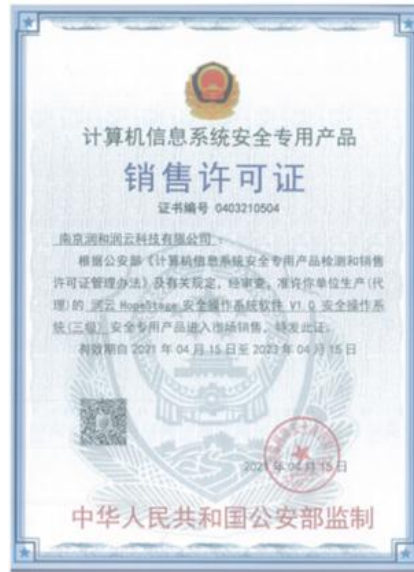 计算机信息系统安全专用产品
销售许可证
证书编号 0403210504
南京润和润云科技有限公司：
根据公安部《计算机信息系统安全专用产品检测和销售
许可证管理办法》及有关规定，经审查，准许你单位生产(代
理)的 润云 HopeStage 安全操作系统软件 V1.0 安全操作系
统(三级) 安全专用产品进入市场销售，特发此证。
有效期自 2021 年 04 月 15 日至 2023 年 04 月 15 日
2021 年 04 月 15 日
中华人民共和国公安部监制